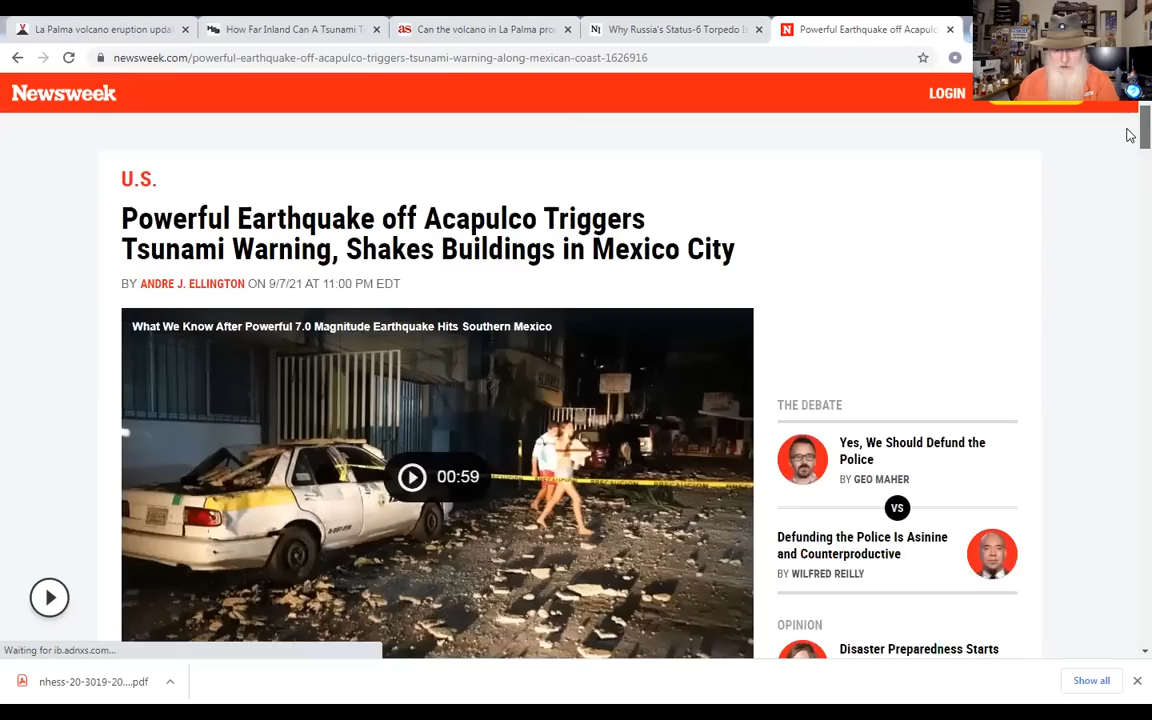 La Palma volcano eruption upda
How Far Inland Can A Tsunami T
as Can the volcano in La Palma pro
Why Russia's Status-6 Torpedo Is
N Powerful Earthquake off Acapulc
newsweek.com/powerful-earthquake-off-acapulco-triggers-tsunami-warning-along-mexican-coast-1626916
Newsweek
LOGIN
U.S.
Powerful Earthquake off Acapulco Triggers
Tsunami Warning, Shakes Buildings in Mexico City
BY ANDRE J. ELLINGTON ON 9/7/21 AT 11:00 PM EDT
What We Know After Powerful 7.0 Magnitude Earthquake Hits Southern Mexico
00:59
THE DEBATE
Yes, We Should Defund the
Police
BY GEO MAHER
VS
Defunding the Police Is Asinine
and Counterproductive
BY WILFRED REILLY
OPINION
Disaster Preparedness Starts
Waiting for ib.adnxs.com...
nhess-20-3019-20....pdf
Show all